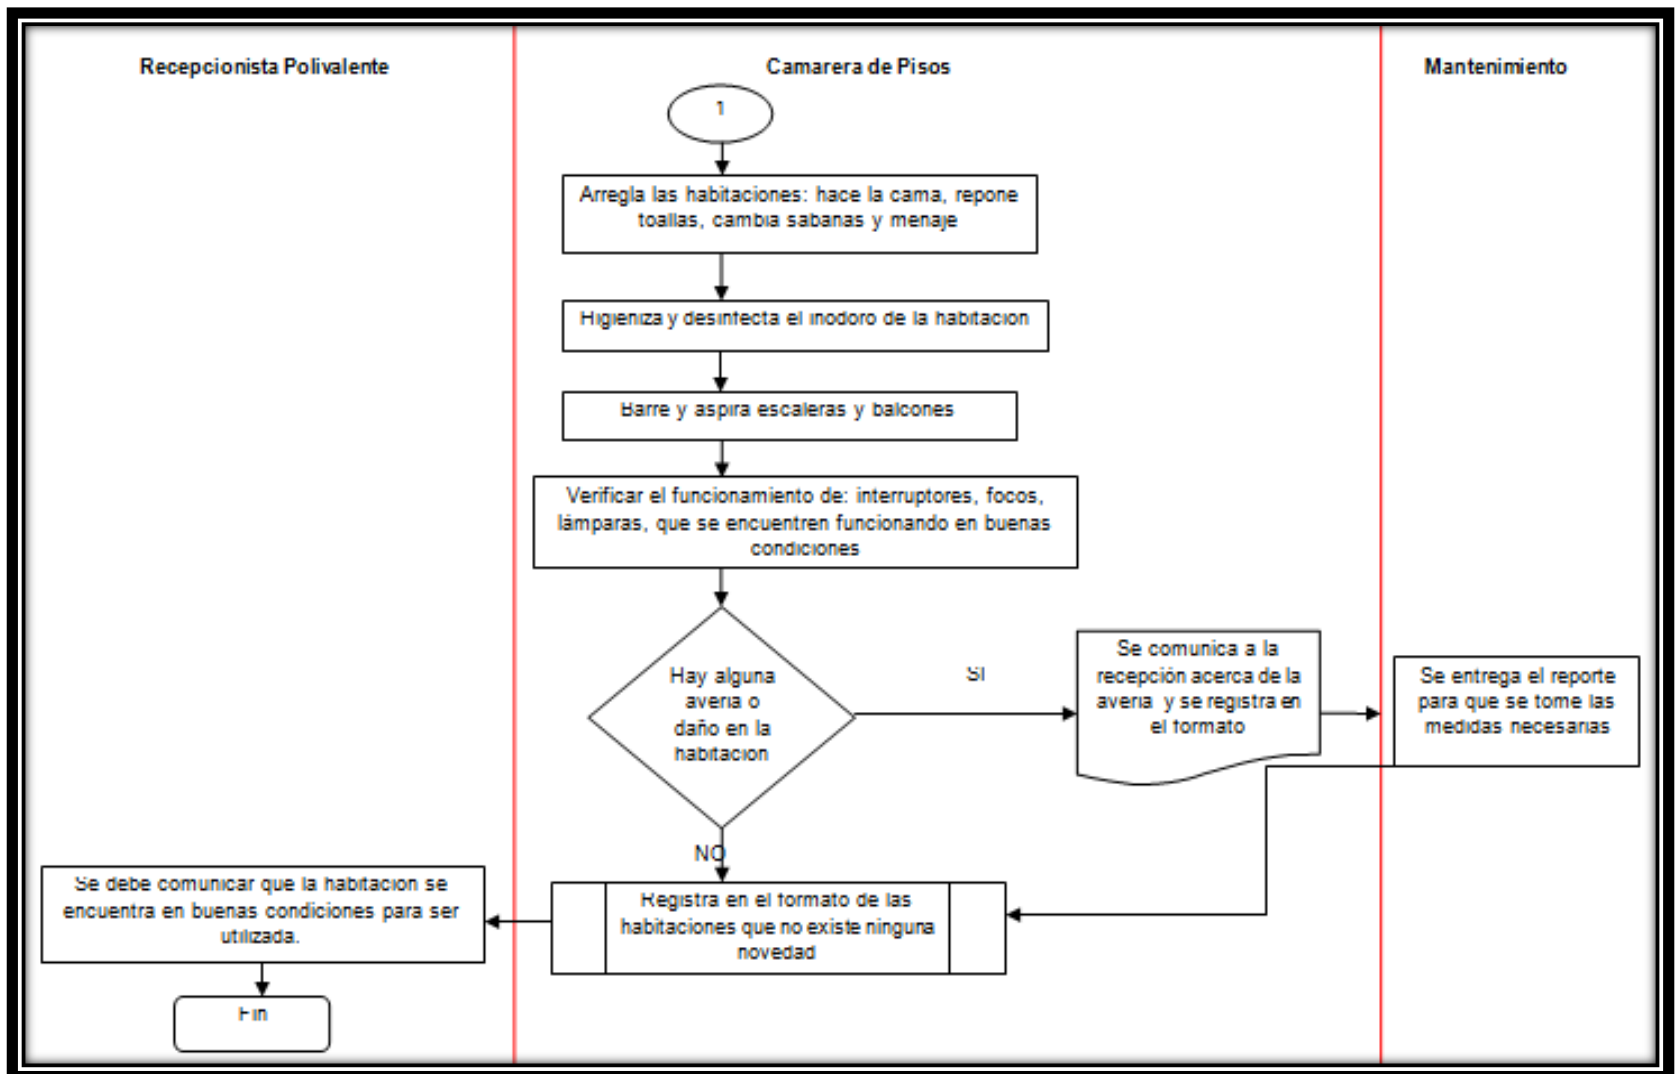 Recepcionista Polivalente
Camarera de Pisos
Mantenimiento
1
Arregla las habitaciones: hace la cama, repone
toallas, cambia sabanas y menaje
Higieniza y desinfecta el inodoro de la habitacion
Barre y aspira escaleras y balcones
Verificar el funcionamiento de: interruptores, focos,
lámparas, que se encuentren funcionando en buenas
condiciones
Hay alguna
averia o
daño en la
habitacion
SI
Se comunica a la
recepción acerca de la
averia y se registra en
el formato
Se entrega el reporte
para que se tome las
medidas necesarias
NO
Registra en el formato de las
habitaciones que no existe ninguna
novedad
Se debe comunicar que la habitacion se
encuentra en buenas condiciones para ser
utilizada.
Fin